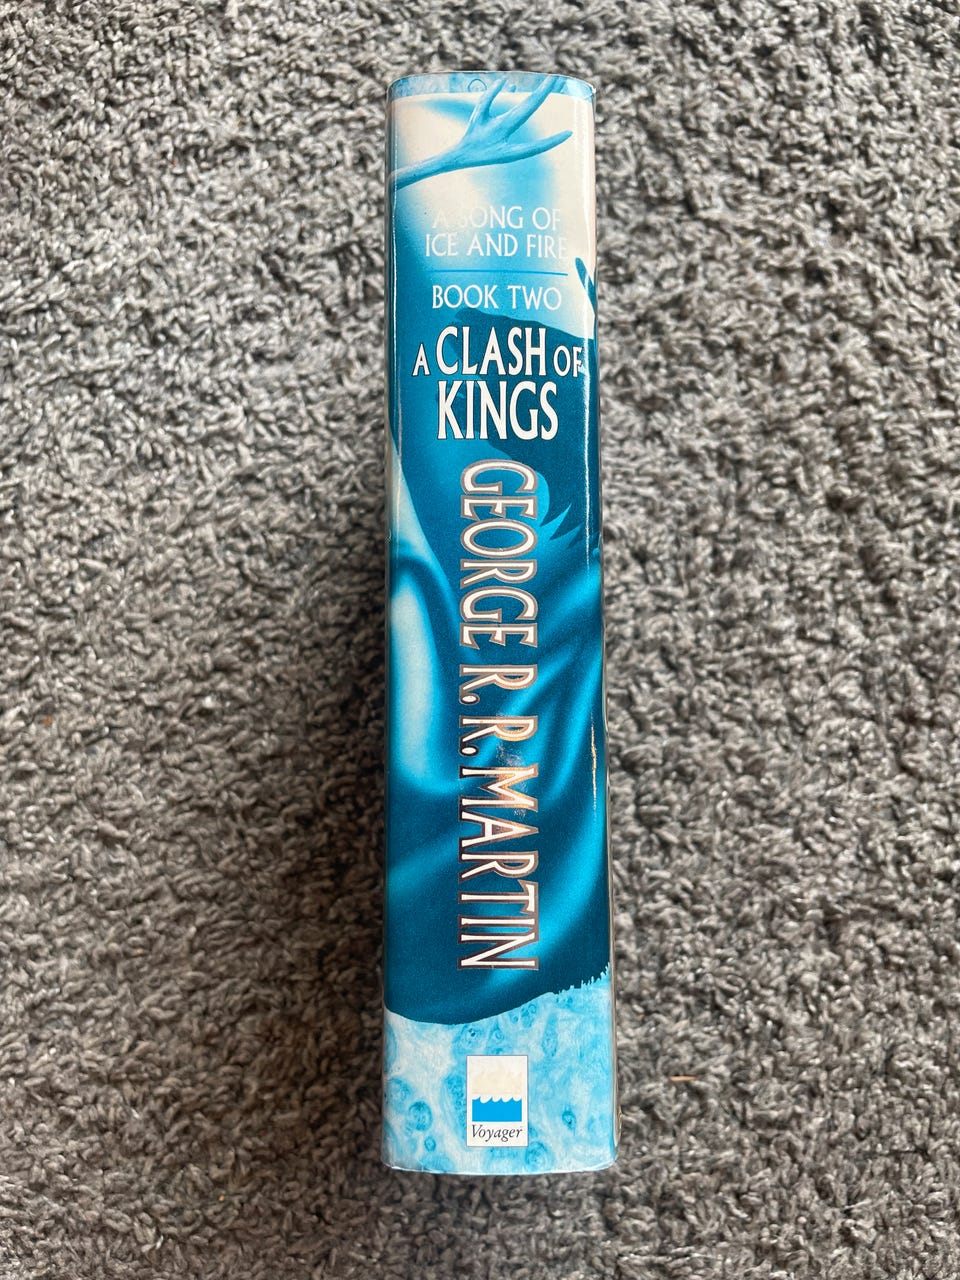 A SONG OF
ICE AND FIRE
BOOK TWO
A CLASH OF
KINGS
GEORGE R. R. MARTIN
Voyager